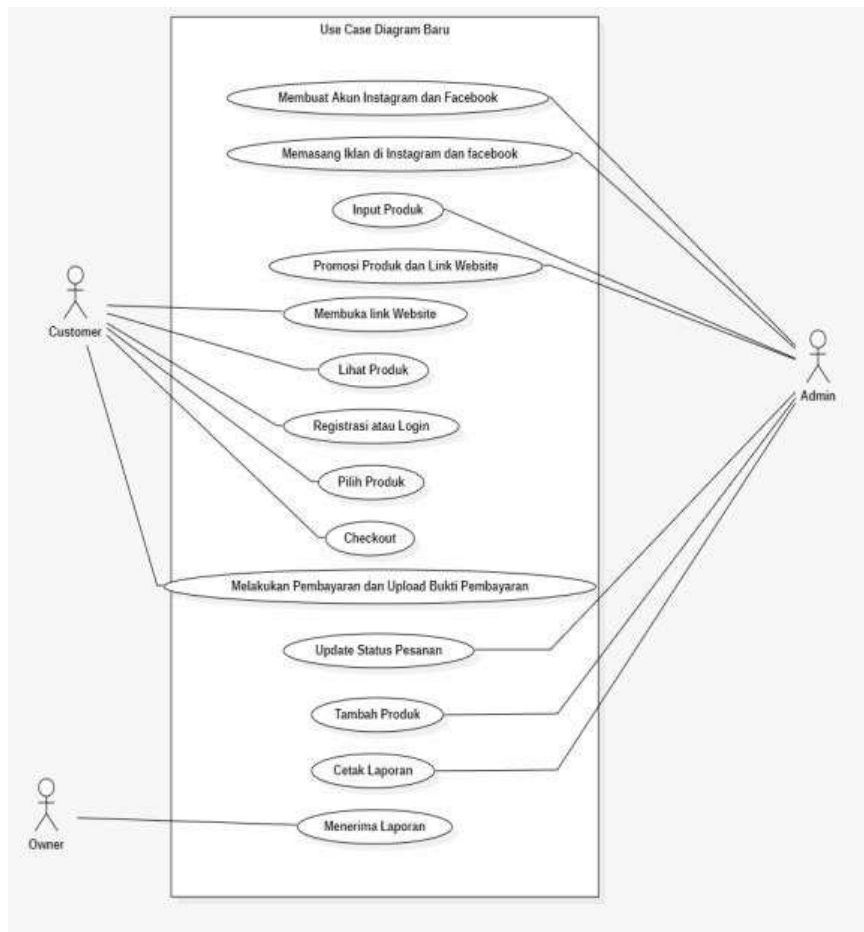 Use Case Diagram Baru
Membuat Akun Instagram dan Facebook
Memasang Iklan di Instagram dan facebook
Input Produk
Promosi Produk dan Link Website
Membuka link Website
Customer
Lihat Produk
Admin
Registrasi atau Login
Pilih Produk
Checkout
Melakukan Pembayaran dan Upload Bukti Pembayaran
Update Status Pesanan
Tambah Produk
Cetak Laporan
Menerima Laporan
Owner